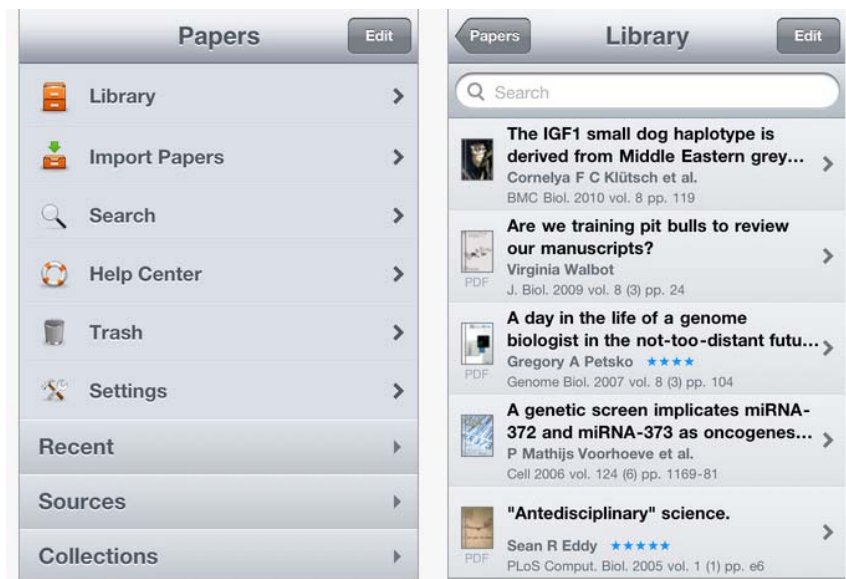 Papers
Edit
Library
Import Papers
Search
Help Center
Trash
Settings
Recent
Sources
Collections
Papers
Library
Edit
Search
The IGF1 small dog haplotype is
derived from Middle Eastern grey...
Cornelya F C Klütsch et al.
BMC Biol. 2010 vol. 8 pp. 119
Are we training pit bulls to review
our manuscripts?
Virginia Walbot
PDF
J. Biol. 2009 vol. 8 (3) pp. 24
A day in the life of a genome
biologist in the not-too-distant futu...
Gregory A Petsko ★★★★
PDF
Genome Biol. 2007 vol. 8 (3) pp. 104
A genetic screen implicates miRNA-
372 and miRNA-373 as oncogenes...
P Mathijs Voorhoeve et al.
Cell 2006 vol. 124 (6) pp. 1169-81
"Antedisciplinary" science.
Sean R Eddy ★★★★★
PDF
PLoS Comput. Biol. 2005 vol. 1 (1) pp. e6